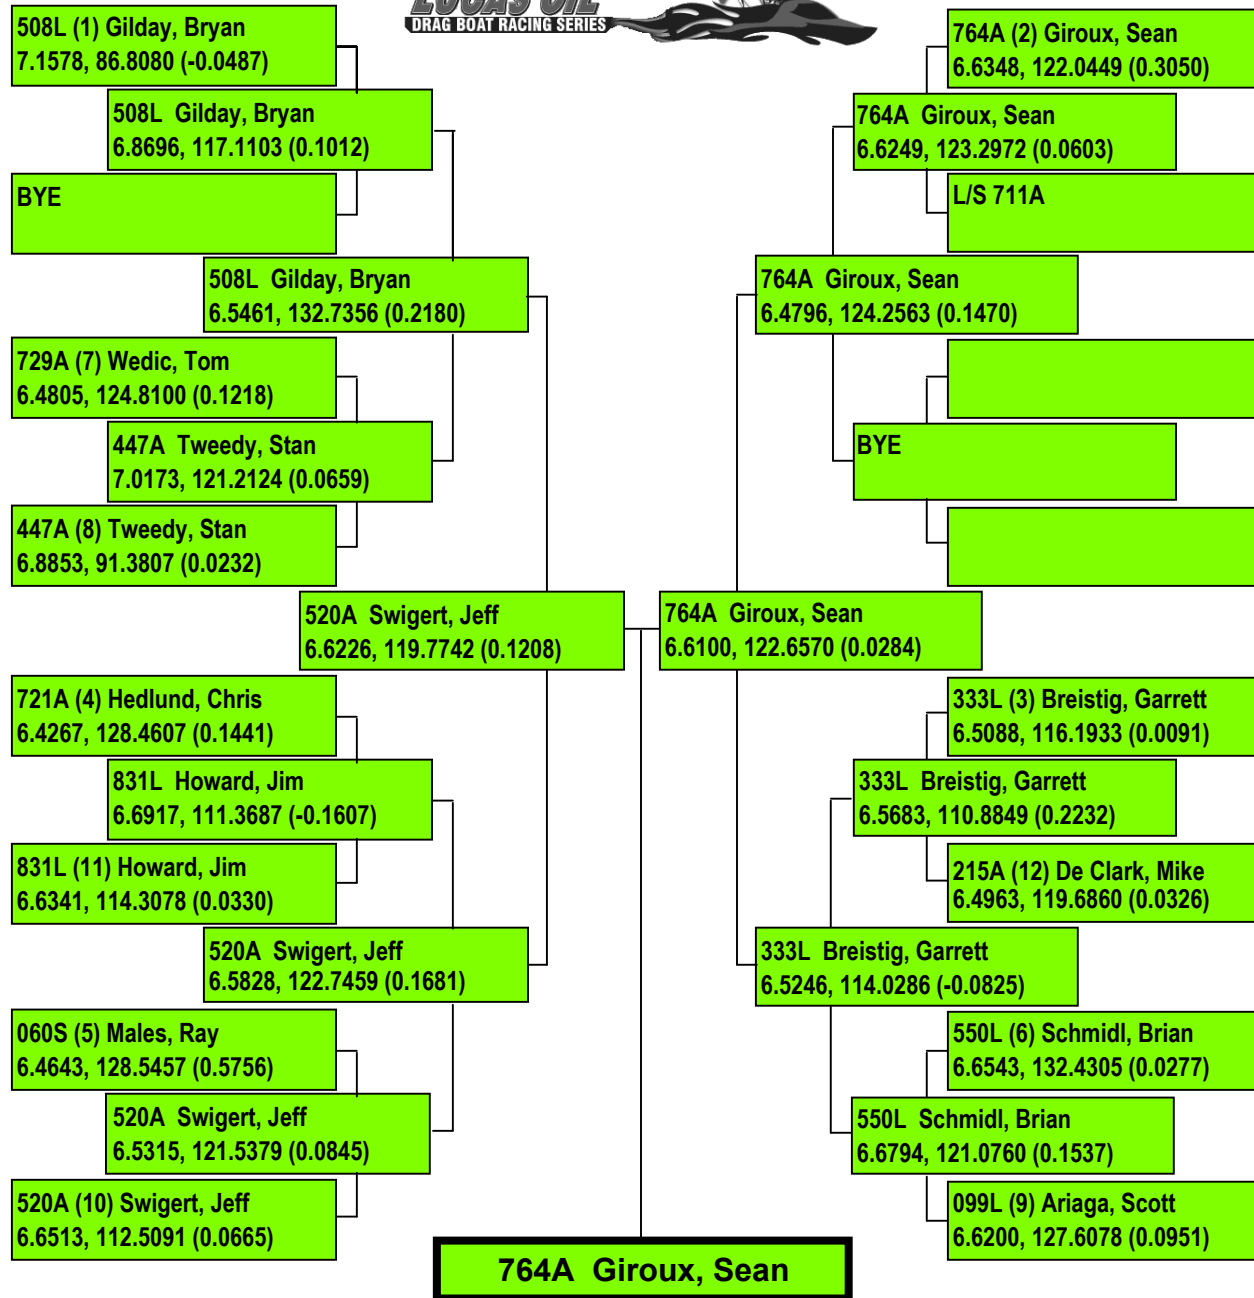 LUCAS OIL
DRAG BOAT RACING SERIES
508L (1) Gilday, Bryan
7.1578, 86.8080 (-0.0487)
508L Gilday, Bryan
6.8696, 117.1103 (0.1012)
BYE
508L Gilday, Bryan
6.5461, 132.7356 (0.2180)
729A (7) Wedic, Tom
6.4805, 124.8100 (0.1218)
447A Tweedy, Stan
7.0173, 121.2124 (0.0659)
447A (8) Tweedy, Stan
6.8853, 91.3807 (0.0232)
520A Swigert, Jeff
6.6226, 119.7742 (0.1208)
721A (4) Hedlund, Chris
6.4267, 128.4607 (0.1441)
831L Howard, Jim
6.6917, 111.3687 (-0.1607)
831L (11) Howard, Jim
6.6341, 114.3078 (0.0330)
520A Swigert, Jeff
6.5828, 122.7459 (0.1681)
060S (5) Males, Ray
6.4643, 128.5457 (0.5756)
520A Swigert, Jeff
6.5315, 121.5379 (0.0845)
520A (10) Swigert, Jeff
6.6513, 112.5091 (0.0665)
764A (2) Giroux, Sean
6.6348, 122.0449 (0.3050)
764A Giroux, Sean
6.6249, 123.2972 (0.0603)
L/S 711A
764A Giroux, Sean
6.4796, 124.2563 (0.1470)
BYE
764A Giroux, Sean
6.6100, 122.6570 (0.0284)
333L (3) Breistig, Garrett
6.5088, 116.1933 (0.0091)
333L Breistig, Garrett
6.5683, 110.8849 (0.2232)
215A (12) De Clark, Mike
6.4963, 119.6860 (0.0326)
333L Breistig, Garrett
6.5246, 114.0286 (-0.0825)
550L (6) Schmidl, Brian
6.6543, 132.4305 (0.0277)
550L Schmidl, Brian
6.6794, 121.0760 (0.1537)
099L (9) Ariaga, Scott
6.6200, 127.6078 (0.0951)
764A Giroux, Sean